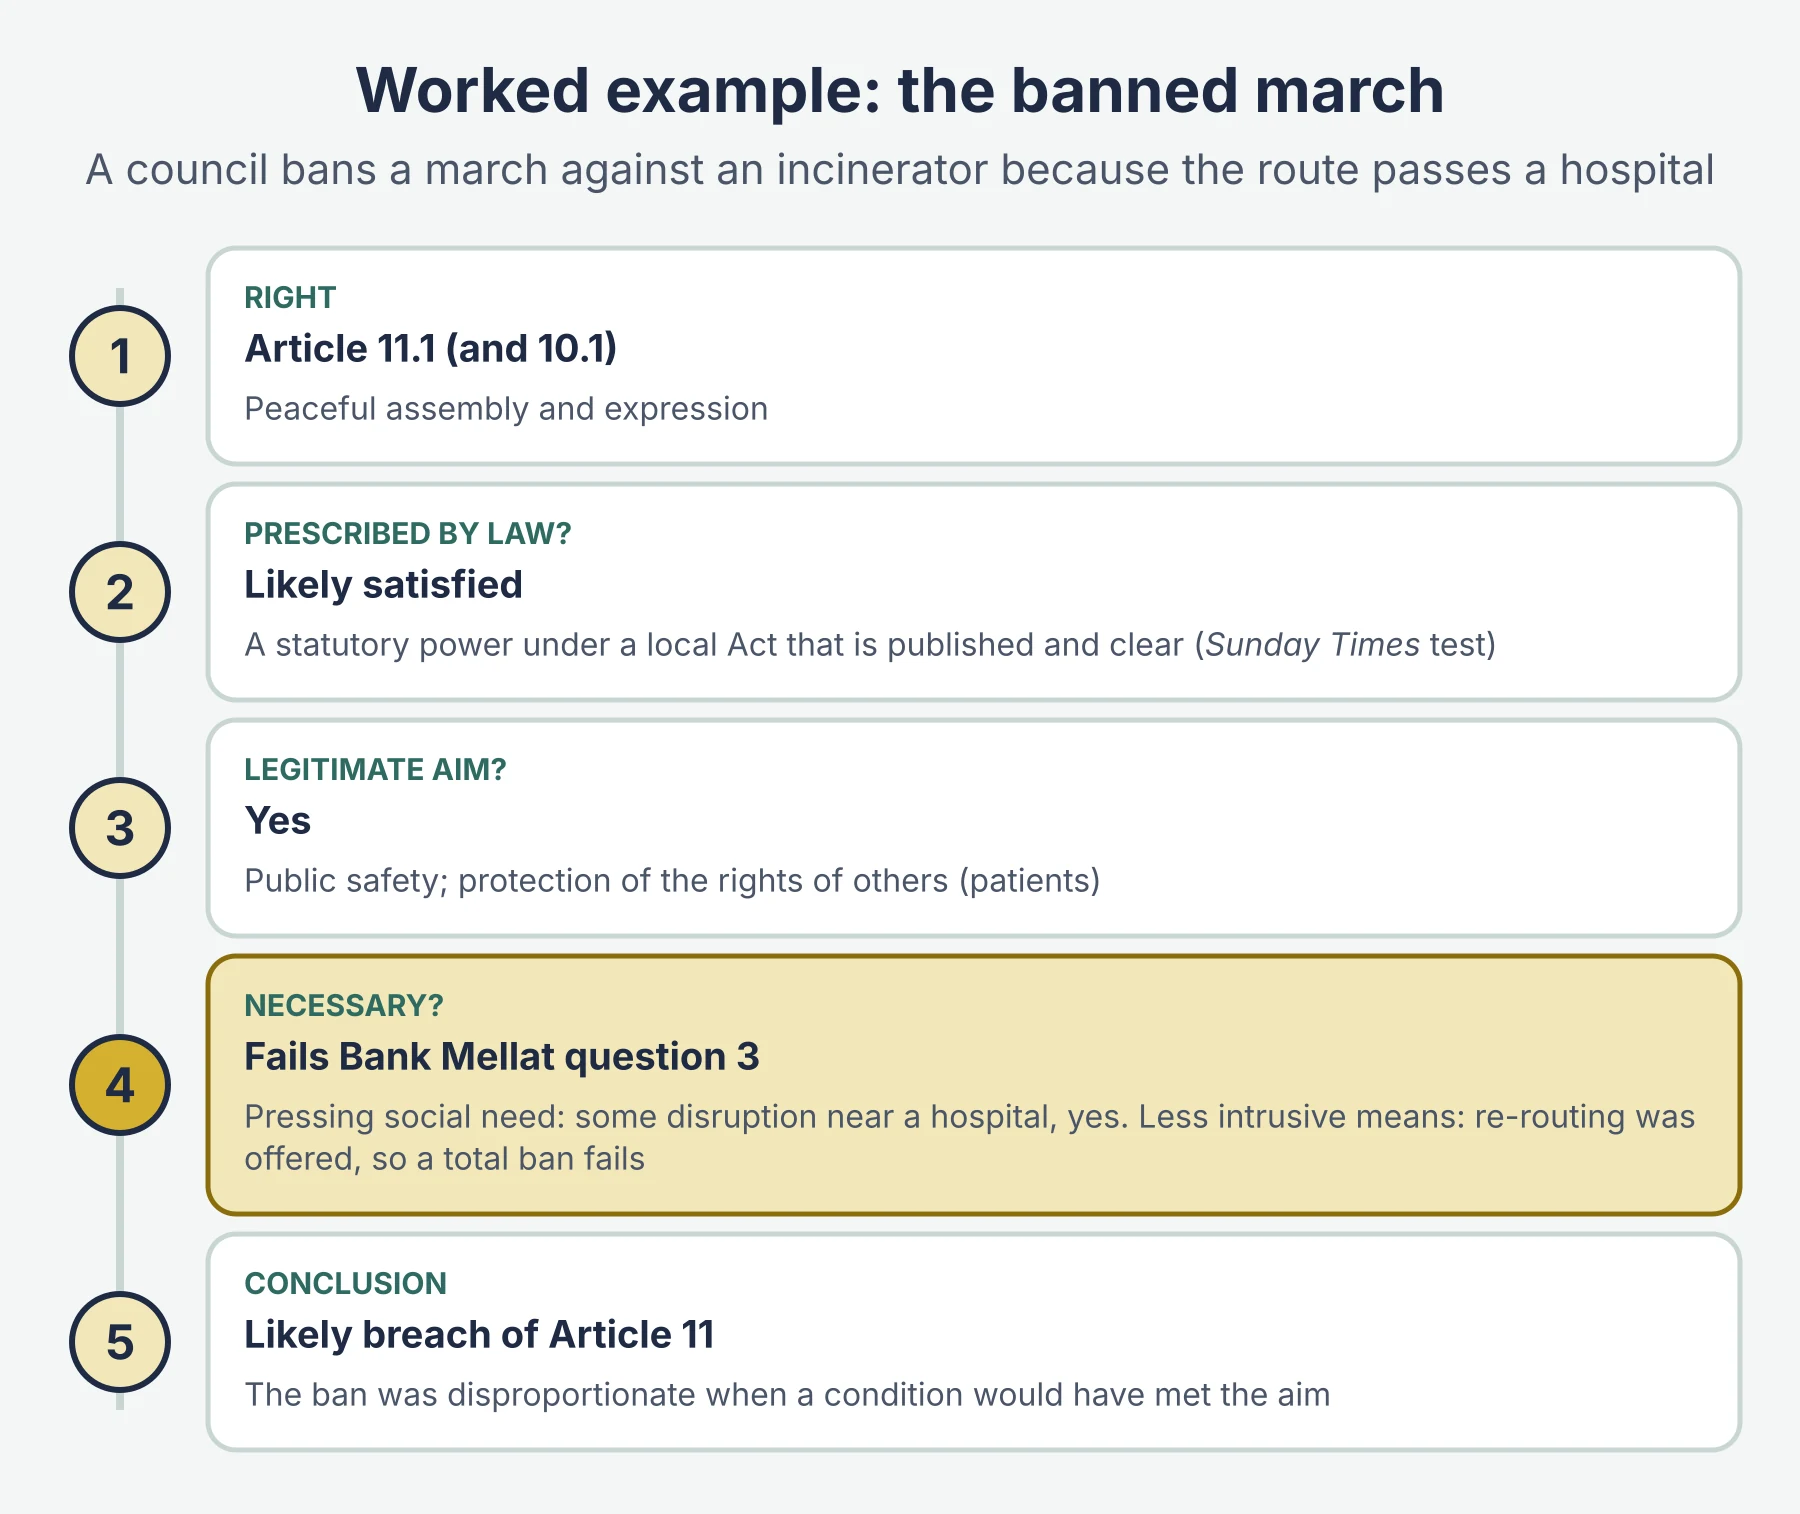 Worked example: the banned march
A council bans a march against an incinerator because the route passes a hospital
1
RIGHT
Article 11.1 (and 10.1)
Peaceful assembly and expression
2
PRESCRIBED BY LAW?
Likely satisfied
A statutory power under a local Act that is published and clear (Sunday Times test)
3
LEGITIMATE AIM?
Yes
Public safety; protection of the rights of others (patients)
4
NECESSARY?
Fails Bank Mellat question 3
Pressing social need: some disruption near a hospital, yes. Less intrusive means: re-routing was
offered, so a total ban fails
5
CONCLUSION
Likely breach of Article 11
The ban was disproportionate when a condition would have met the aim